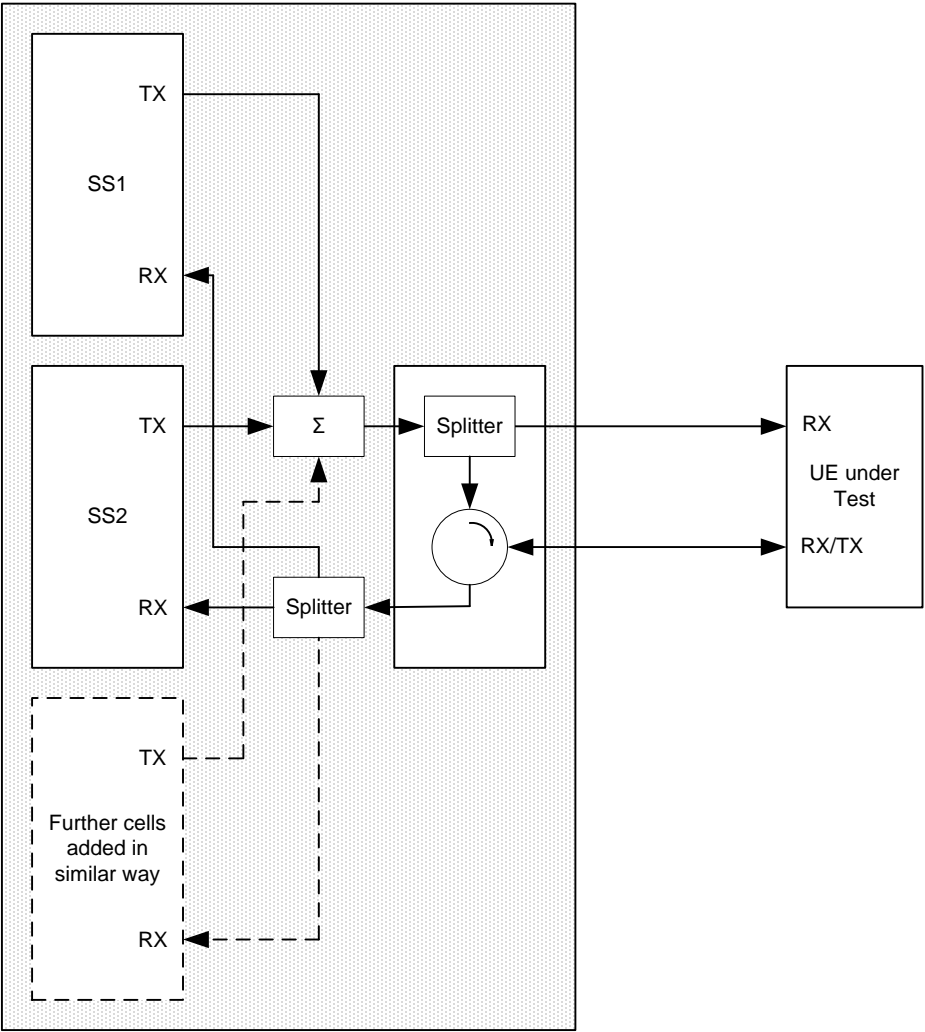 TX
SS1
RX
TX
Σ
Splitter
RX
UE under
Test
SS2
RX/TX
RX
Splitter
TX
Further cells
added in
similar way
RX